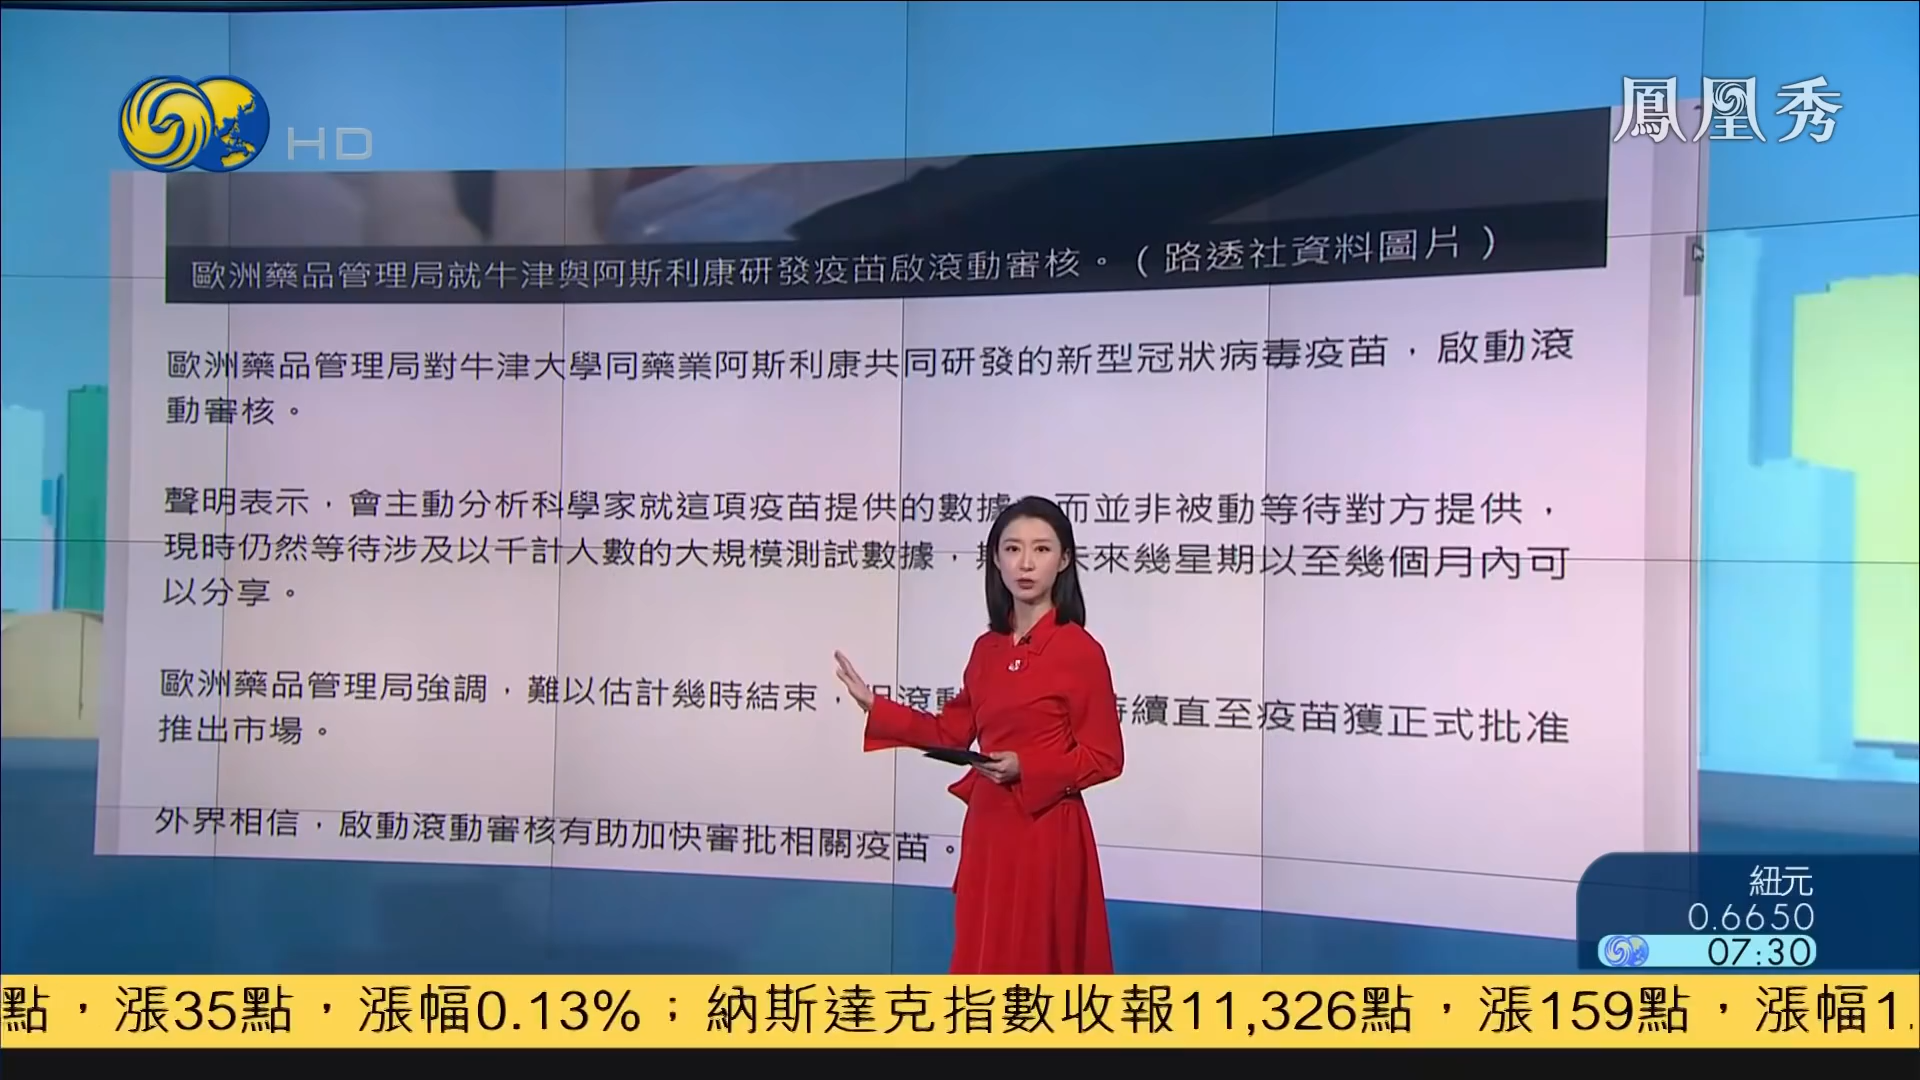 HD
鳳凰秀
歐洲藥品管理局就牛津與阿斯利康研發疫苗啟滾動審核。（路透社資料圖片）
歐洲藥品管理局對牛津大學同藥業阿斯利康共同研發的新型冠狀病毒疫苗，啟動滾
動審核。
聲明表示，會主動分析科學家就這項疫苗提供的數據 而並非被動等待對方提供，
現時仍然等待涉及以千計人數的大規模測試數據， 未來幾星期以至幾個月內可
以分享。
歐洲藥品管理局強調，難以估計幾時結束， 滾 續直至疫苗獲正式批准
推出市場。
外界相信，啟動滾動審核有助加快審批相關疫苗。
紐元
0.6650
07:30
點，漲35點，漲幅0.13%；納斯達克指數收報11,326點，漲159點，漲幅1.